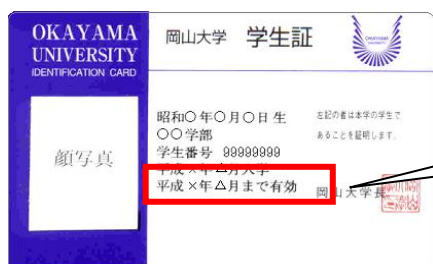 OKAYAMA
UNIVERSITY
IDENTIFICATION CARD
岡山大学 学生証
顔写真
昭和○年○月○日生
○○学部
学生番号 99999999
平成×年△月入学
平成×年△月まで有効
左記の者は本学の学生で
あることを証明します。
岡山大学長